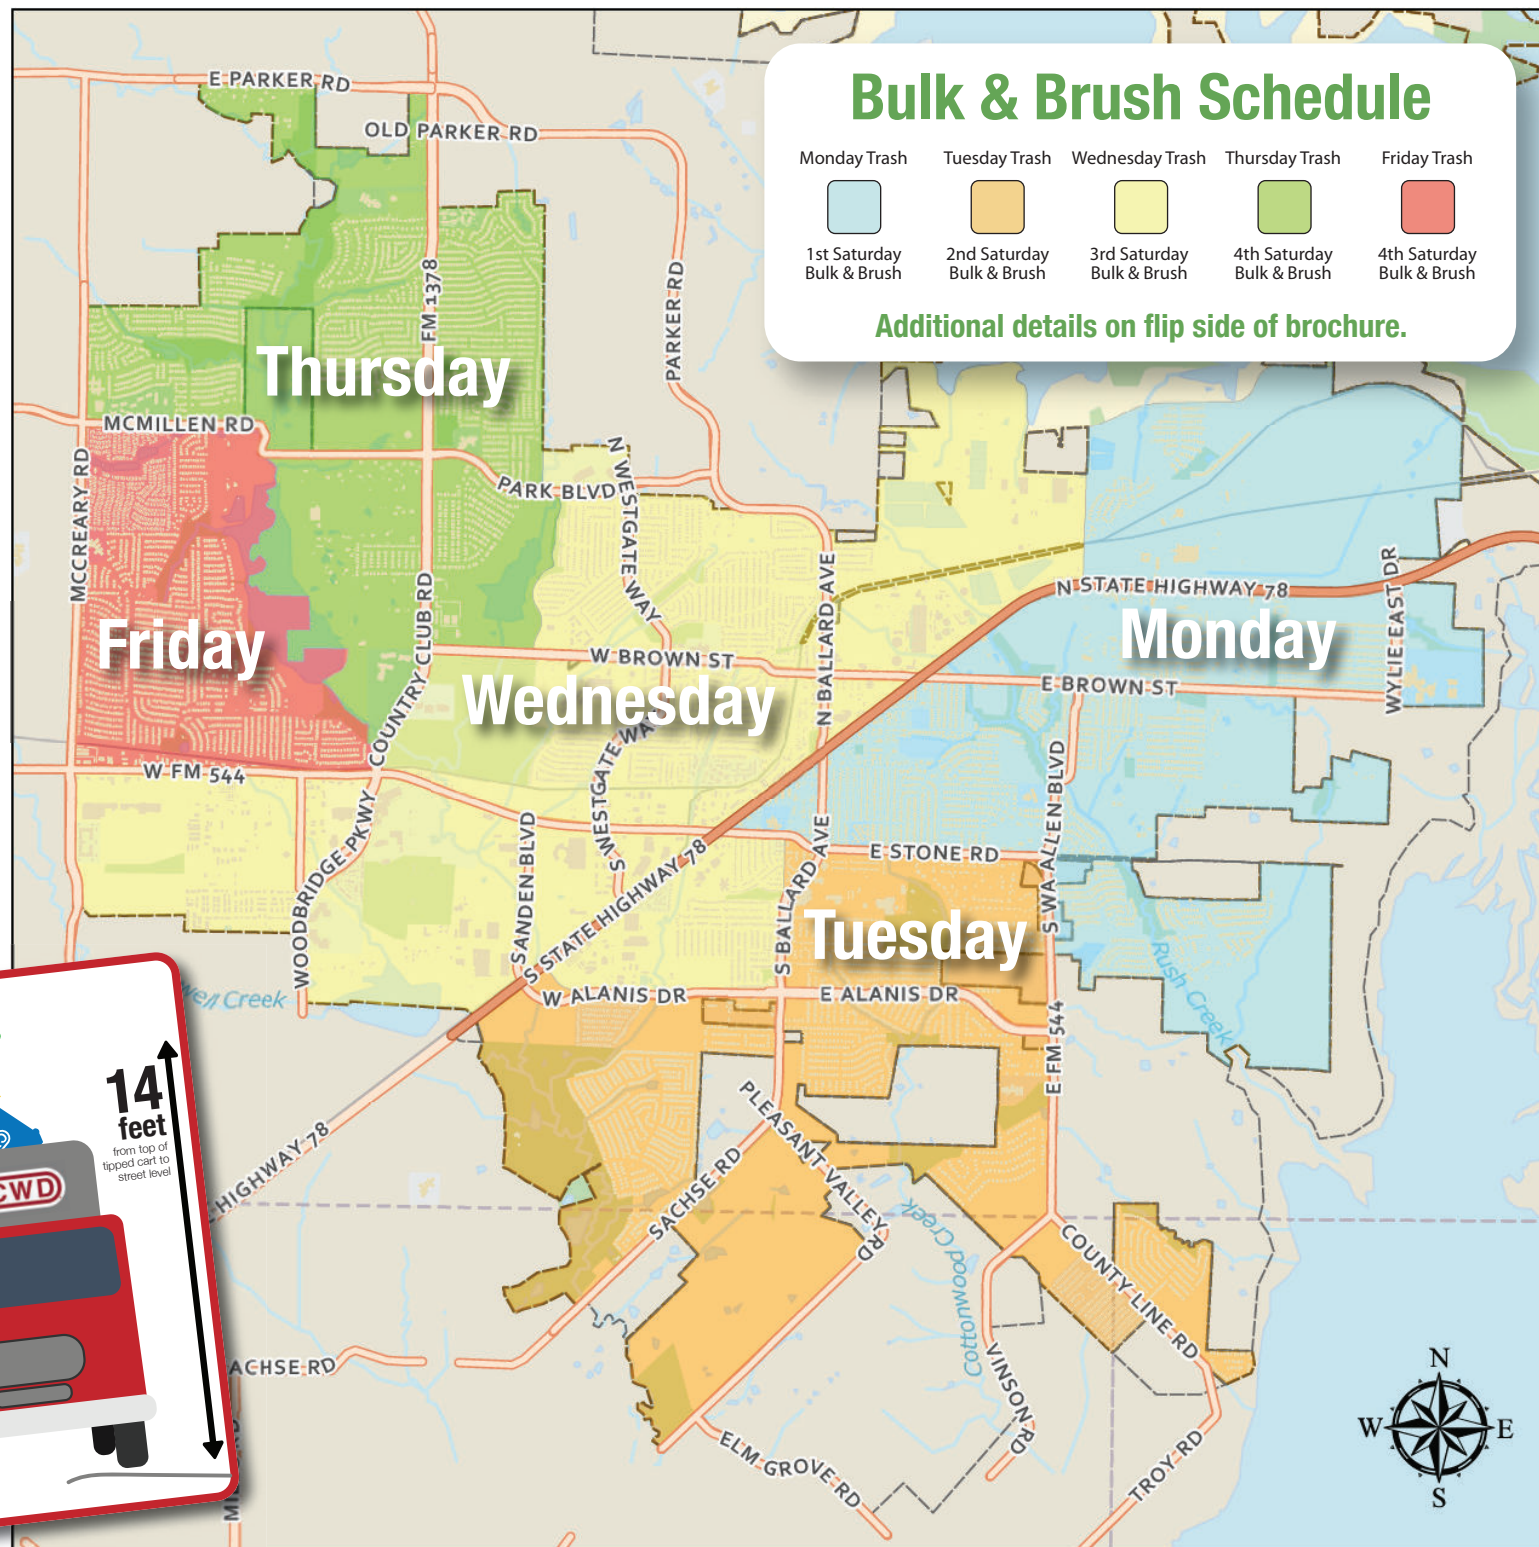 Bulk & Brush Schedule
Monday Trash
Tuesday Trash
Wednesday Trash
Thursday Trash
Friday Trash
1st Saturday
Bulk & Brush
2nd Saturday
Bulk & Brush
3rd Saturday
Bulk & Brush
4th Saturday
Bulk & Brush
4th Saturday
Bulk & Brush
Additional details on flip side of brochure.
E PARKER RD
OLD PARKER RD
PARKER RD
FM 1378
Thursday
MCMILLEN RD
MCCREARY RD
PARK BLVD
N WESTGATE WAY
COUNTRY CLUB RD
N BALLARD AVE
N STATE HIGHWAY 78
WYLIE EAST DR
Friday
Monday
W BROWN ST
E BROWN ST
Wednesday
S WESTGATE WAY
W FM 544
WOODBRIDGE PKWY
SANDEN BLVD
S STATE HIGHWAY 78
S BALLARD AVE
E STONE RD
S WA ALLEN BLVD
Tuesday
Rush Creek
well Creek
W ALANIS DR
E ALANIS DR
E FM 544
PLEASANT VALLEY RD
HIGHWAY 78
SACHSE RD
Cottonwood Creek
COUNTY LINE RD
VINSON RD
ACHSE RD
ELM GROVE RD
TROY RD
14
feet
from top of
tipped cart to
street level
CWD
N
W
E
S